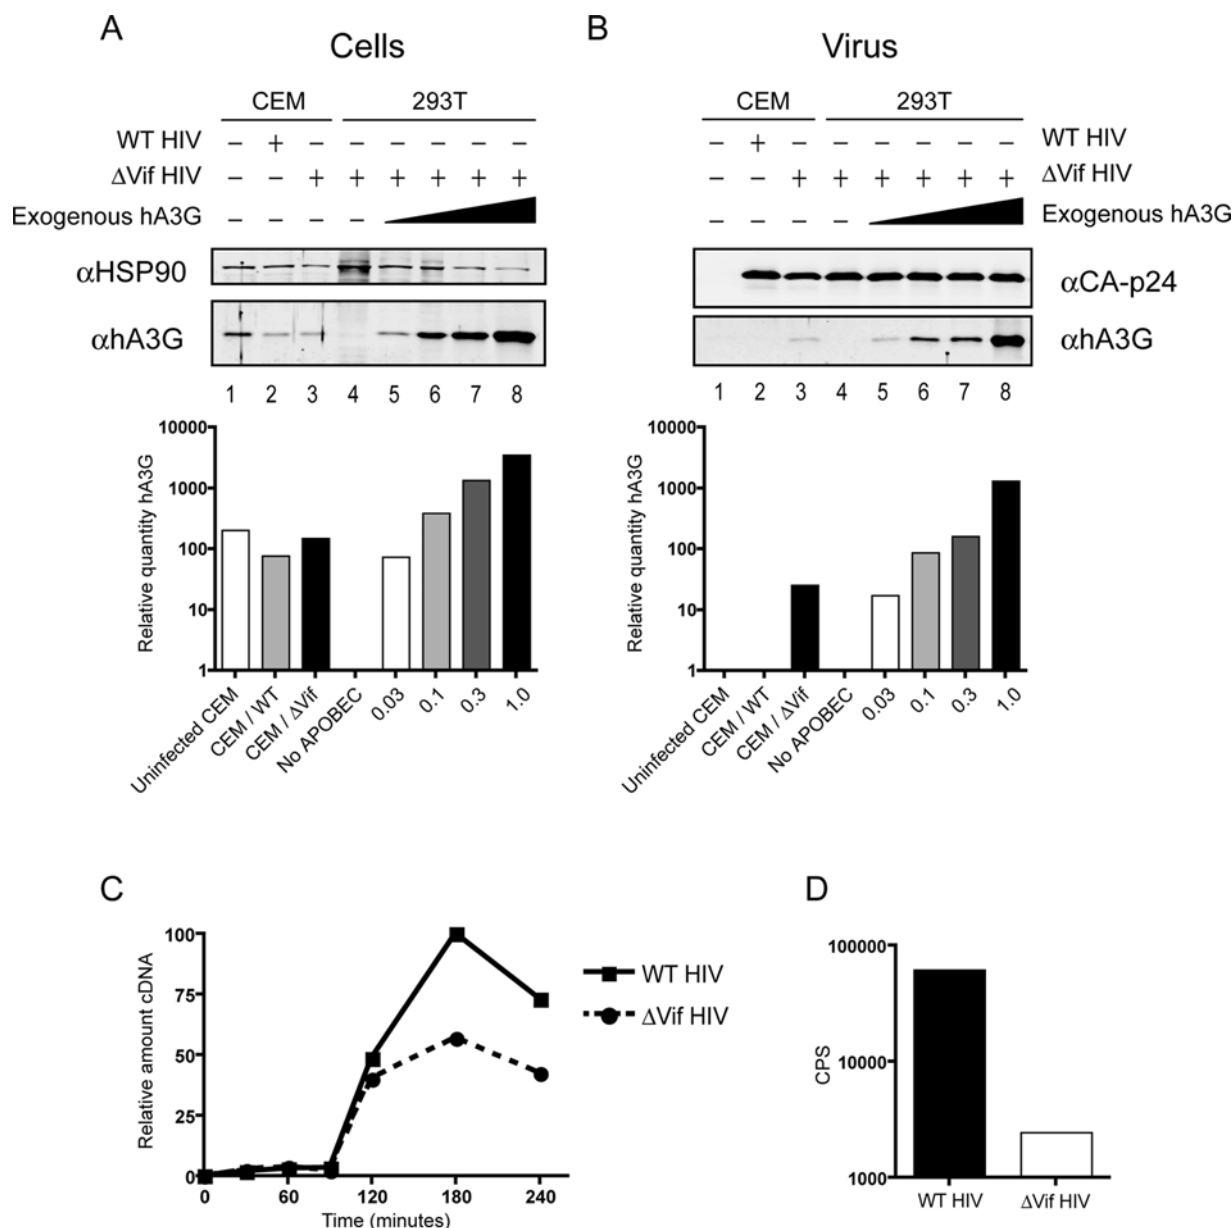 A
Cells
CEM 293T
WT HIV − + − − − − − −
ΔVif HIV − − + + + + + +
Exogenous hA3G − − − −
αHSP90
αhA3G
1 2 3 4 5 6 7 8
Relative quantity hA3G
10000
1000
100
10
1
Uninfected CEM
CEM / WT
CEM / ΔVif
No APOBEC
0.03
0.1
0.3
1.0
B
Virus
CEM 293T
− + − − − − − − WT HIV
− − + + + + + + ΔVif HIV
− − − − Exogenous hA3G
αCA-p24
αhA3G
1 2 3 4 5 6 7 8
Relative quantity hA3G
10000
1000
100
10
1
Uninfected CEM
CEM / WT
CEM / ΔVif
No APOBEC
0.03
0.1
0.3
1.0
C
Relative amount cDNA
100
75
50
25
0
0 60 120 180 240
Time (minutes)
WT HIV
ΔVif HIV
D
CPS
100000
10000
1000
WT HIV ΔVif HIV